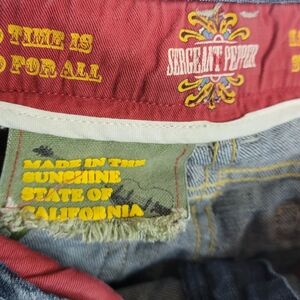 TIME IS
FOR ALL
SERGEANT PEPPER
MADE IN THE
SUNSHINE
STATE OF
CALIFORNIA